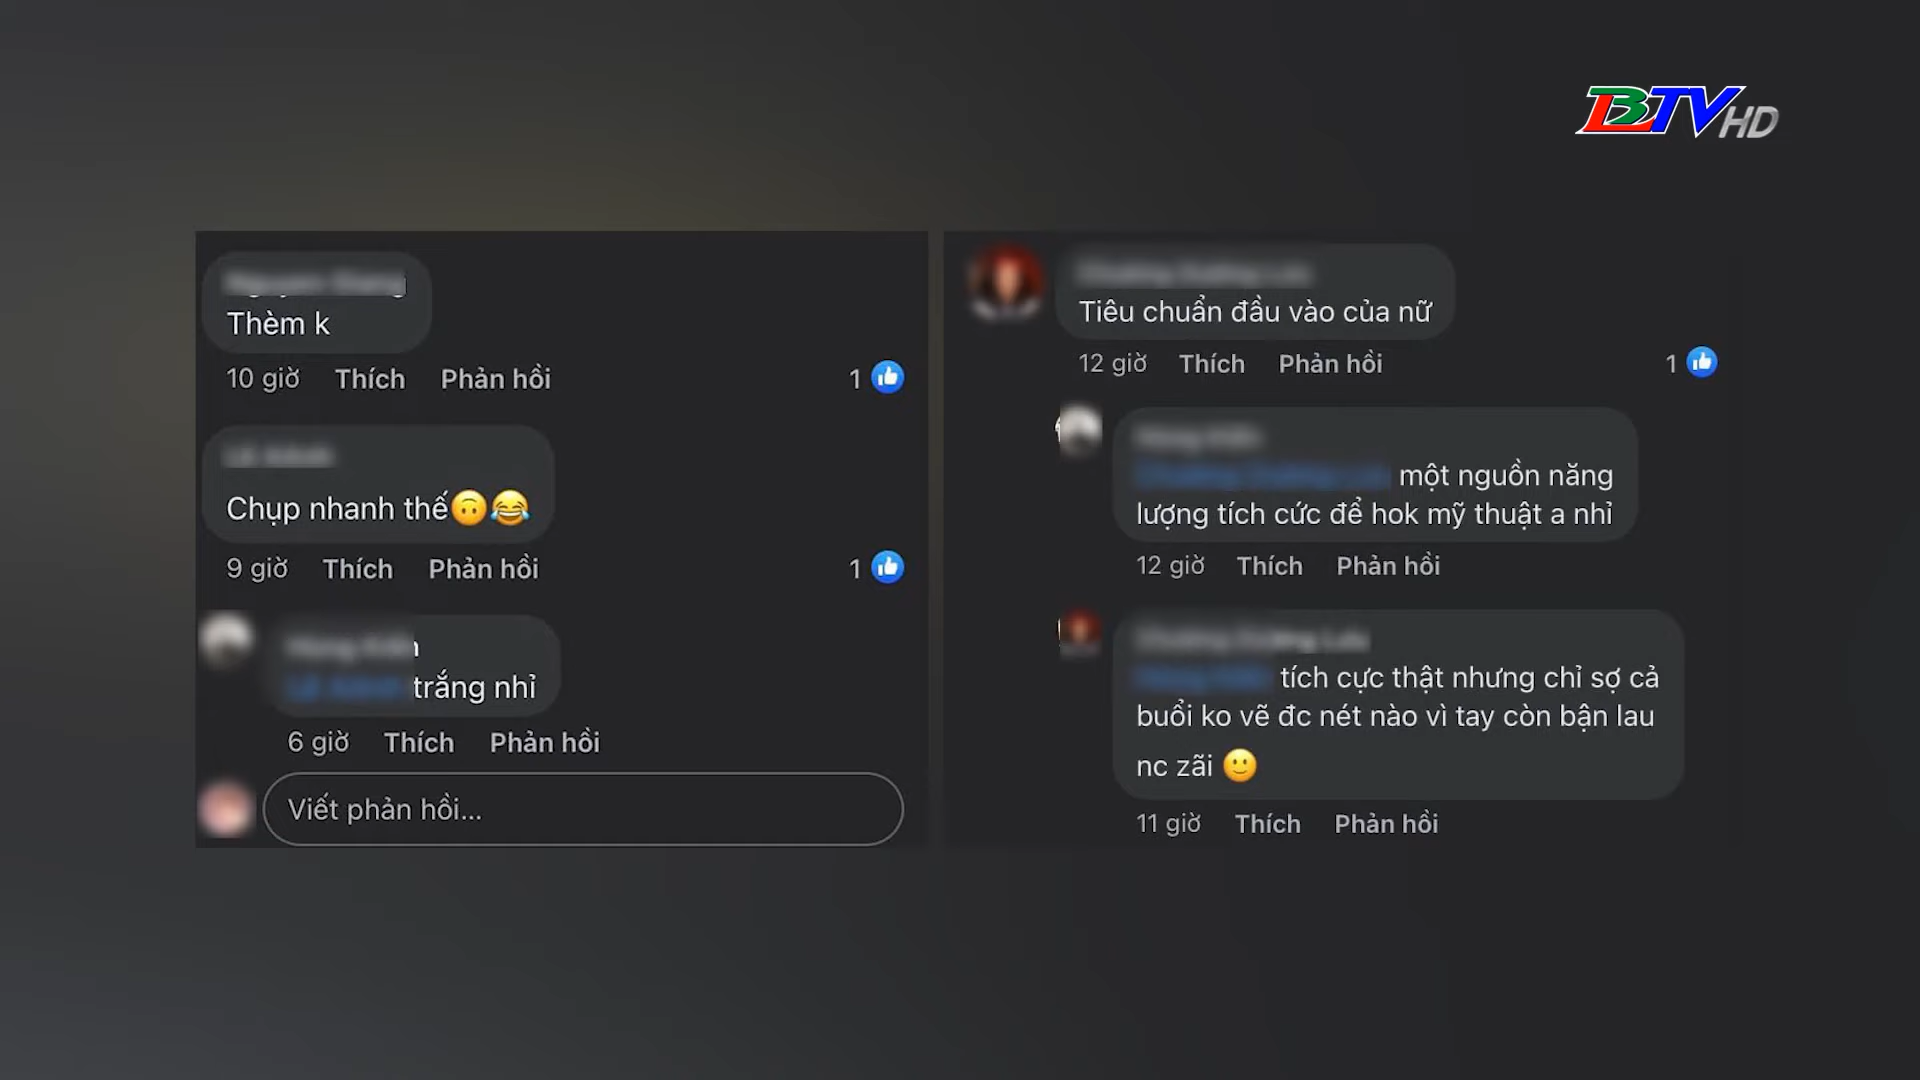 BTV HD
Thèm k
10 giờ Thích Phản hồi 1
Chụp nhanh thế🙃😂
9 giờ Thích Phản hồi 1
trắng nhỉ
6 giờ Thích Phản hồi
Viết phản hồi...
Tiêu chuẩn đầu vào của nữ
12 giờ Thích Phản hồi 1
một nguồn năng
lượng tích cức để hok mỹ thuật a nhỉ
12 giờ Thích Phản hồi
tích cực thật nhưng chỉ sợ cả
buổi ko vẽ đc nét nào vì tay còn bận lau
nc zãi 🙂
11 giờ Thích Phản hồi